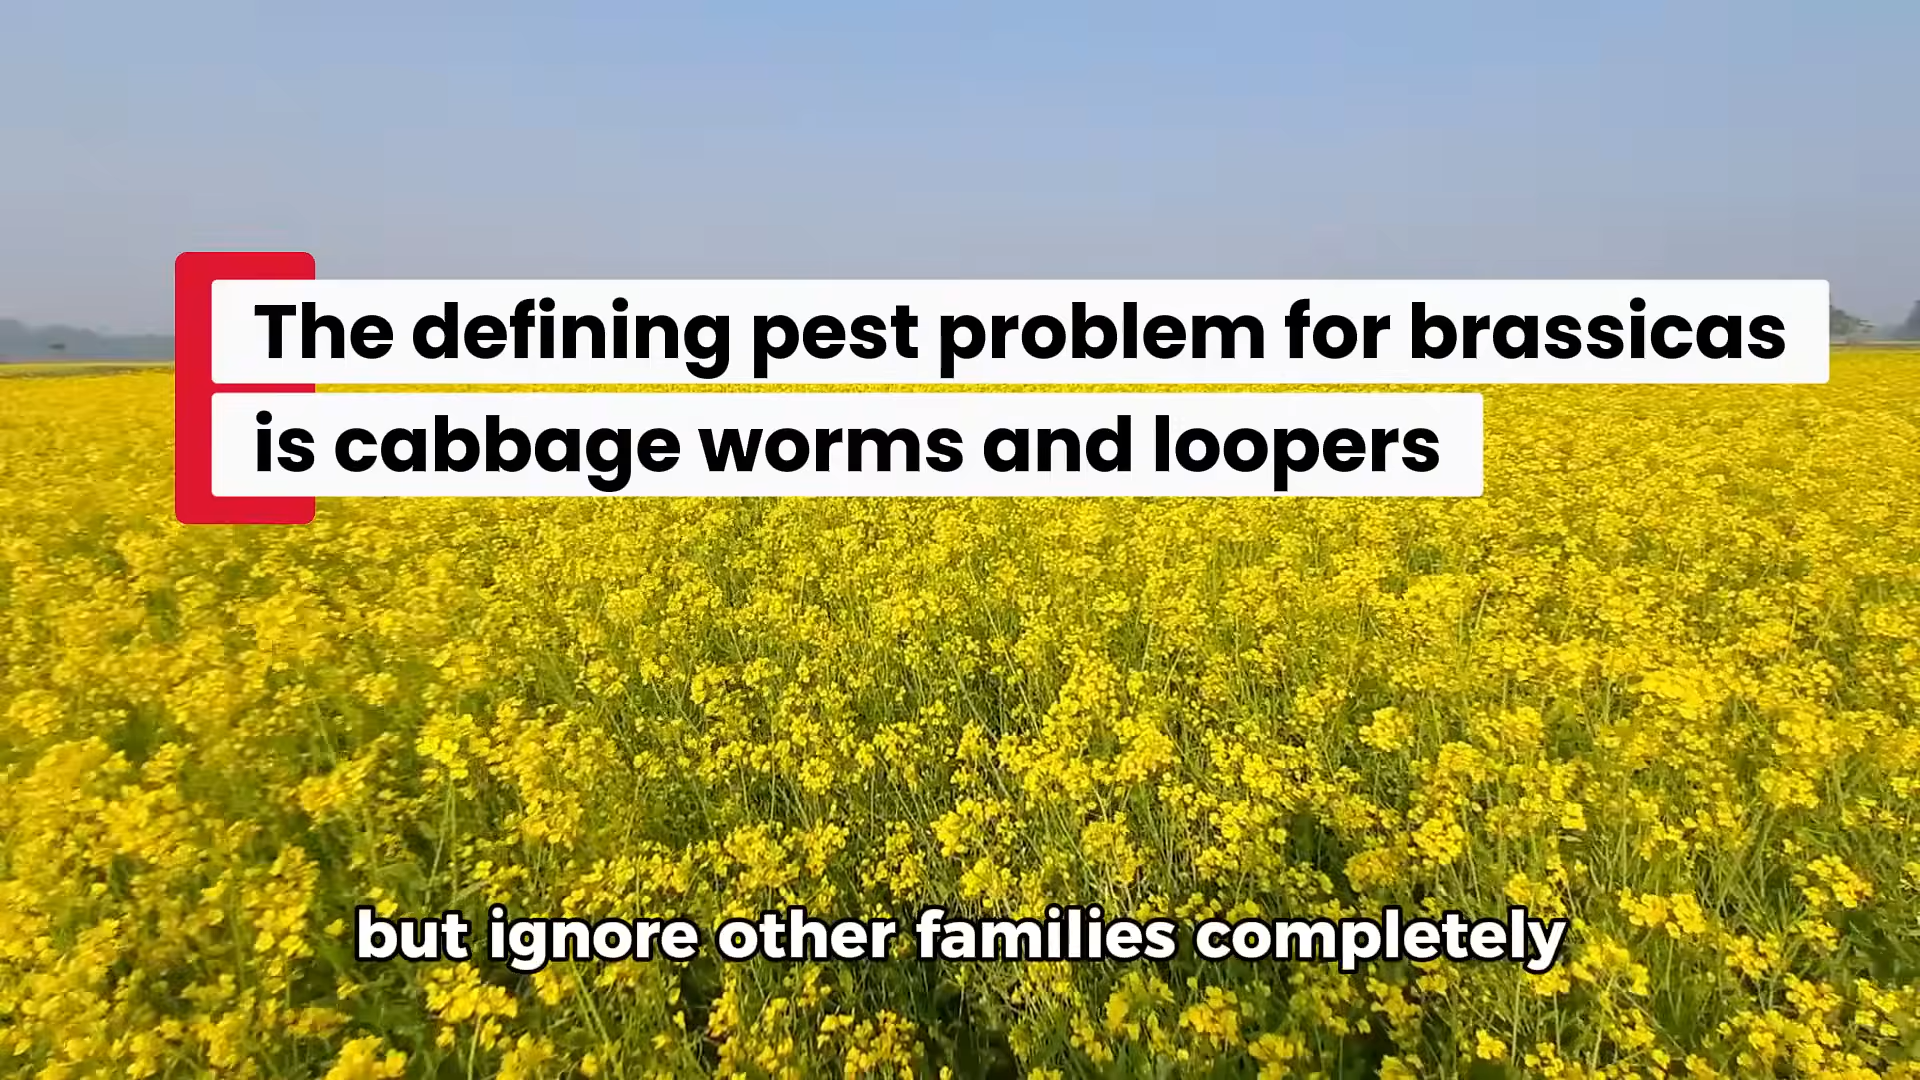 The defining pest problem for brassicas
is cabbage worms and loopers
but ignore other families completely